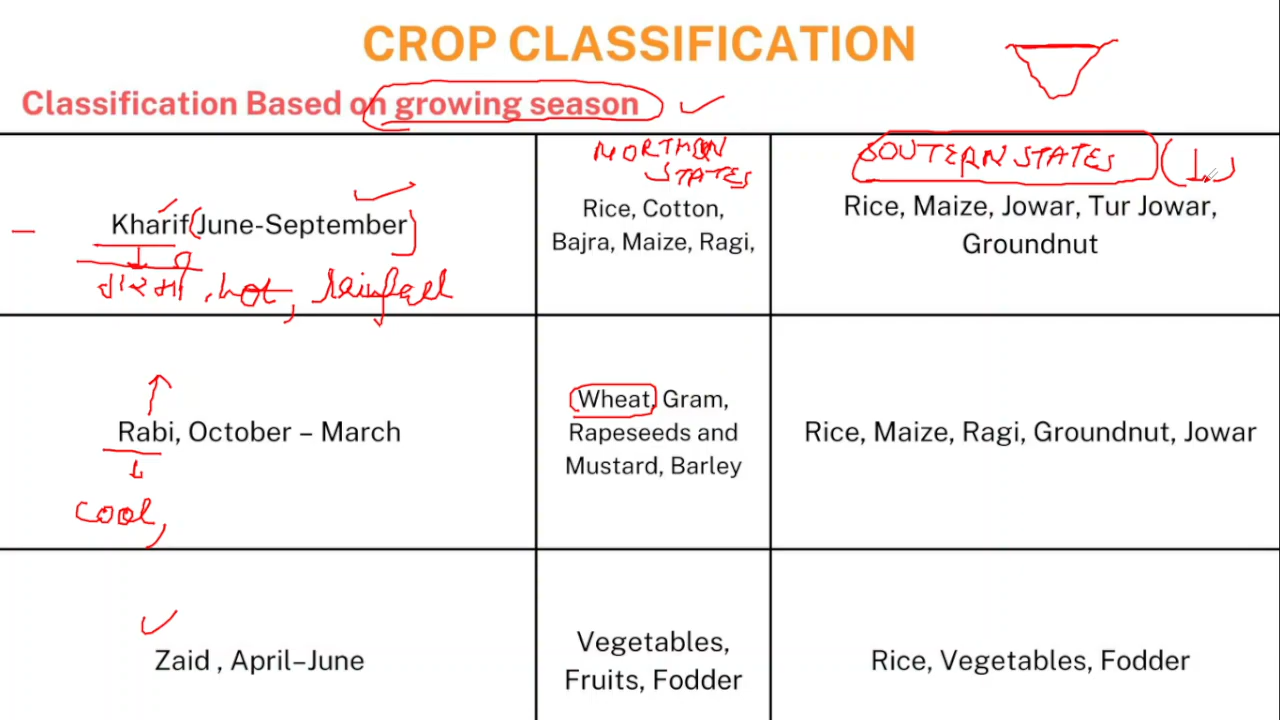 CROP CLASSIFICATION
Classification Based on growing season
NORTHERN
STATES
SOUTERN STATES
Kharif (June-September)
Rice, Cotton,
Bajra, Maize, Ragi,
Rice, Maize, Jowar, Tur Jowar,
Groundnut
, hot, rainfall
Rabi, October – March
cool,
Wheat, Gram,
Rapeseeds and
Mustard, Barley
Rice, Maize, Ragi, Groundnut, Jowar
Zaid , April–June
Vegetables,
Fruits, Fodder
Rice, Vegetables, Fodder